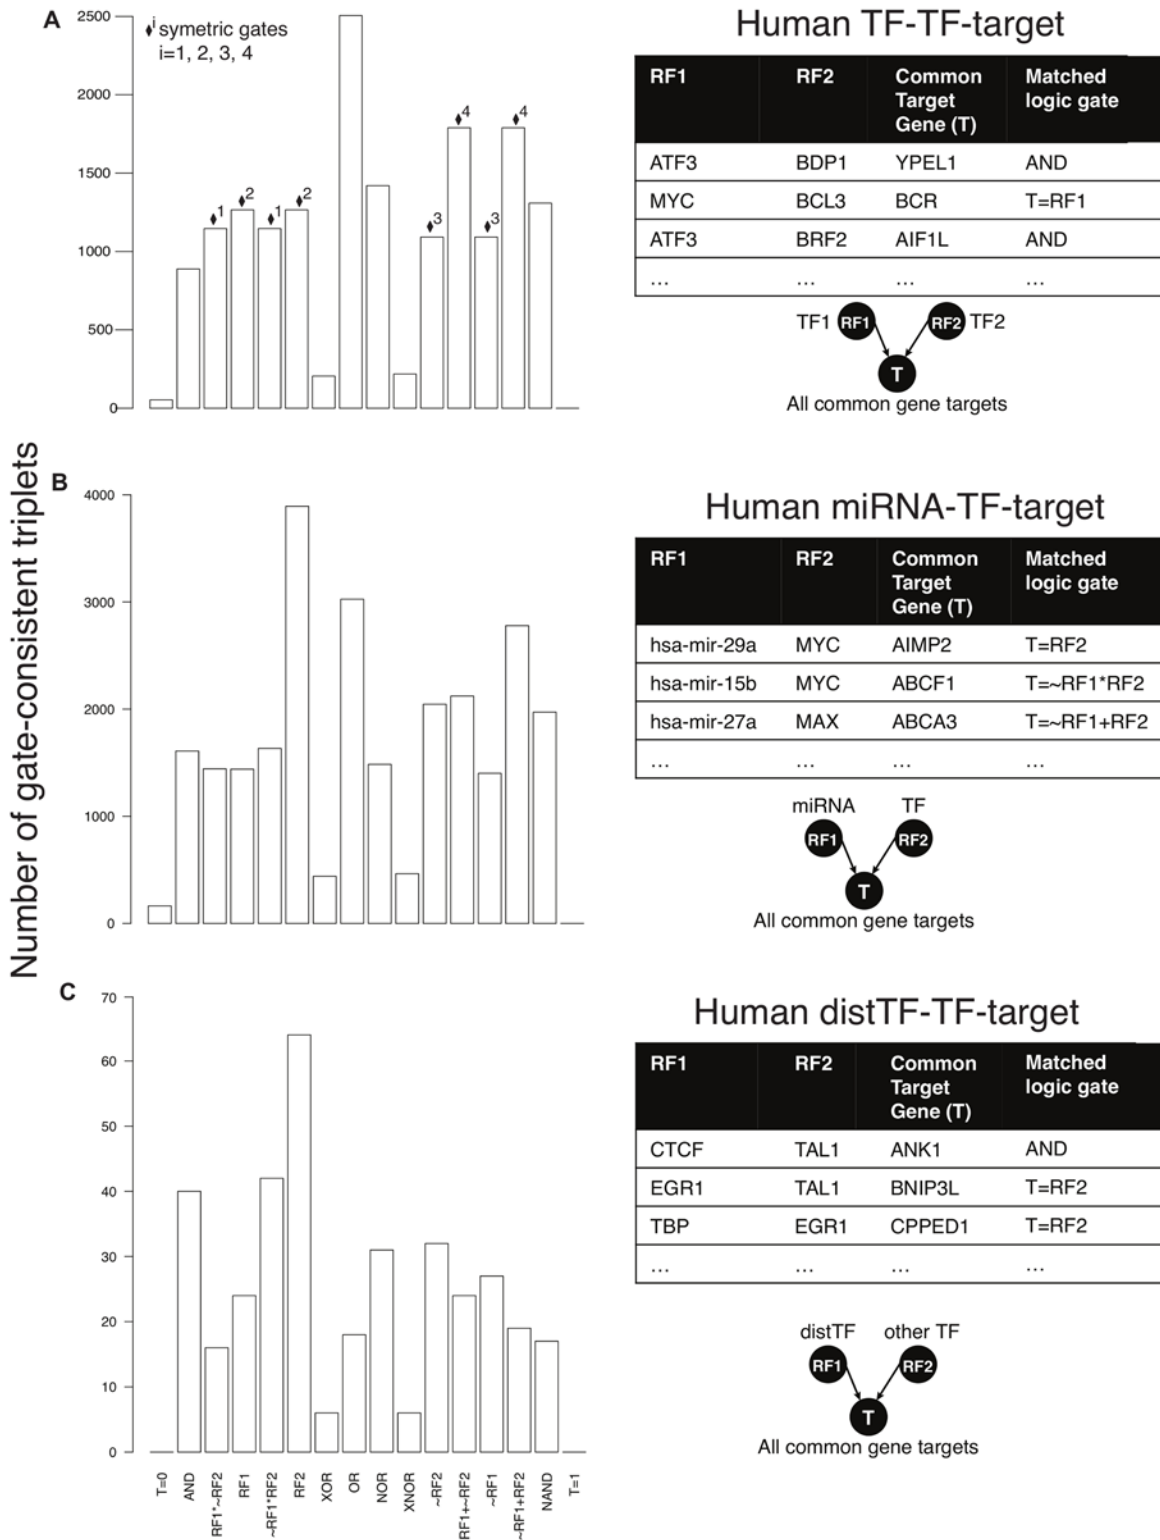 A
♦i symetric gates
i=1, 2, 3, 4
2500
2000
1500
1000
500
0
1
2
1
2
3
4
3
4
Human TF-TF-target
RF1 RF2 Common Target Gene (T) Matched logic gate
ATF3 BDP1 YPEL1 AND
MYC BCL3 BCR T=RF1
ATF3 BRF2 AIF1L AND
... ... ... ...
TF1 RF1 RF2 TF2
T
All common gene targets
Number of gate-consistent triplets
B
4000
3000
2000
1000
0
Human miRNA-TF-target
RF1 RF2 Common Target Gene (T) Matched logic gate
hsa-mir-29a MYC AIMP2 T=RF2
hsa-mir-15b MYC ABCF1 T=~RF1*RF2
hsa-mir-27a MAX ABCA3 T=~RF1+RF2
... ... ... ...
miRNA TF
RF1 RF2
T
All common gene targets
C
70
60
50
40
30
20
10
0
T=0
AND
RF1*~RF2
RF1
~RF1*RF2
RF2
XOR
OR
NOR
XNOR
~RF2
RF1+~RF2
~RF1
~RF1+RF2
NAND
T=1
Human distTF-TF-target
RF1 RF2 Common Target Gene (T) Matched logic gate
CTCF TAL1 ANK1 AND
EGR1 TAL1 BNIP3L T=RF2
TBP EGR1 CPPED1 T=RF2
... ... ... ...
distTF other TF
RF1 RF2
T
All common gene targets